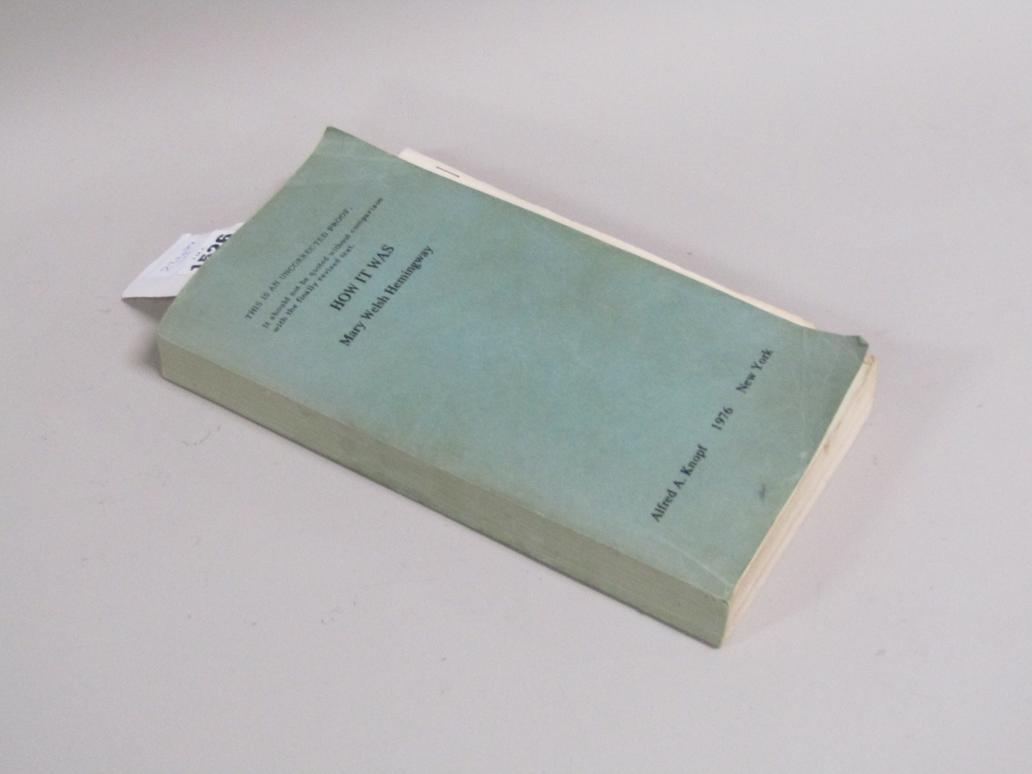 THIS IS AN UNCORRECTED PROOF.
It should not be quoted without comparison
with the finally revised text.
HOW IT WAS
Mary Welsh Hemingway
Alfred A. Knopf 1976 New York
1526